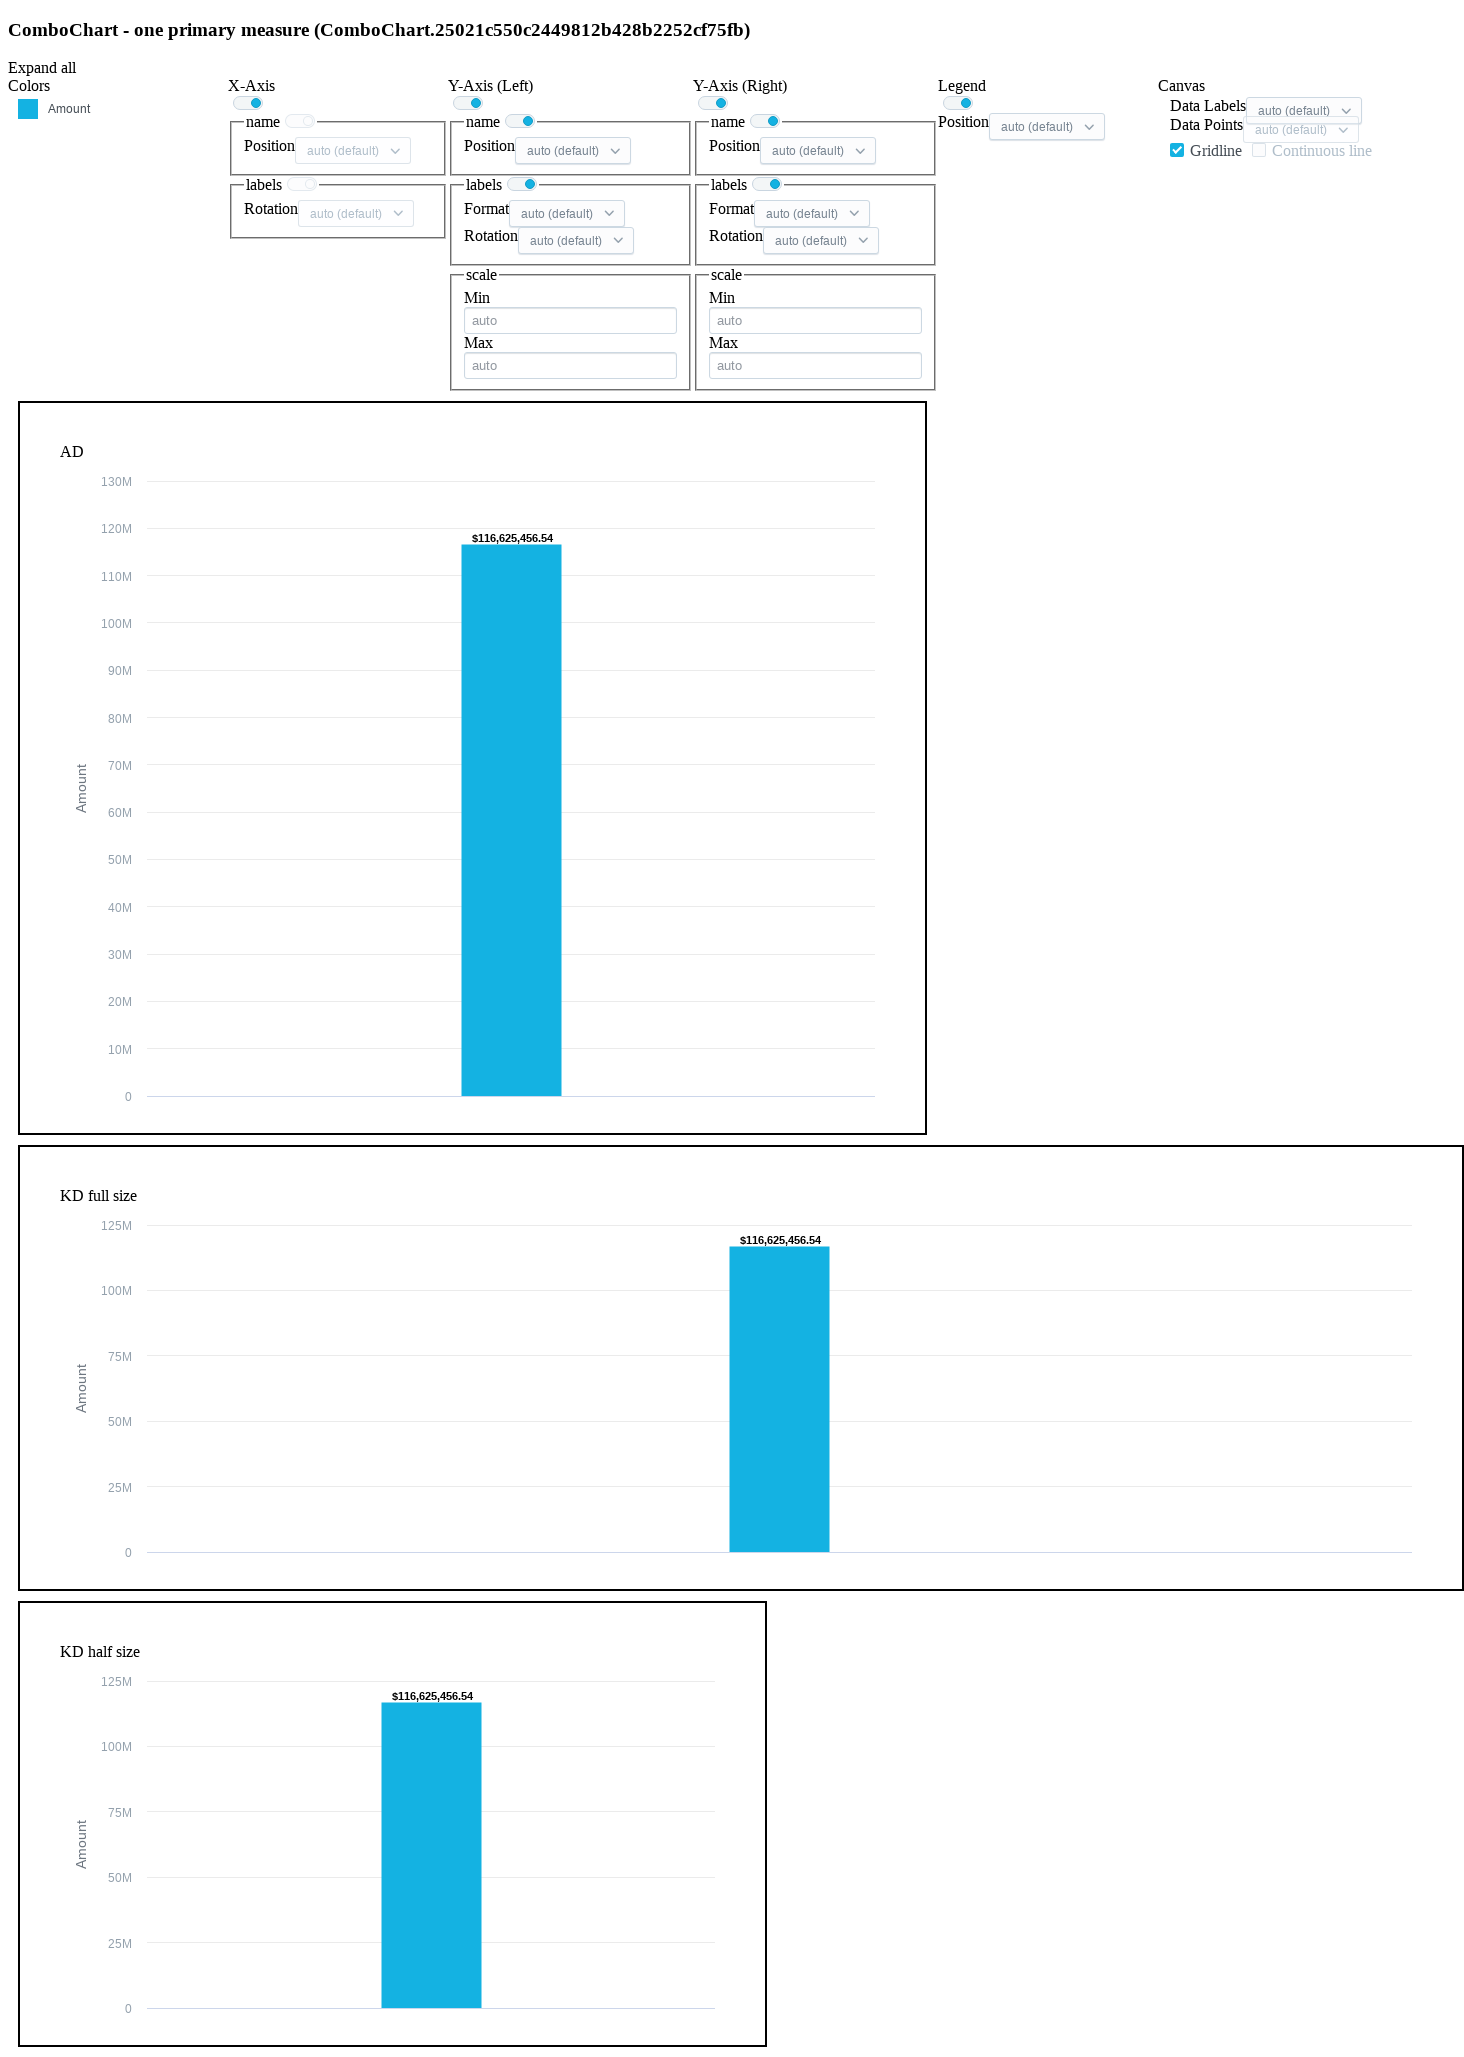 ComboChart - one primary measure (ComboChart.25021c550c2449812b428b2252cf75fb)
Expand all
Colors
Amount
X-Axis
name
Position auto (default)
labels
Rotation auto (default)
Y-Axis (Left)
name
Position auto (default)
labels
Format auto (default)
Rotation auto (default)
scale
Min
auto
Max
auto
Y-Axis (Right)
name
Position auto (default)
labels
Format auto (default)
Rotation auto (default)
scale
Min
auto
Max
auto
Legend
Position auto (default)
Canvas
Data Labels auto (default)
Data Points auto (default)
Gridline Continuous line
AD
130M
120M
$116,625,456.54
110M
100M
90M
80M
70M
Amount
60M
50M
40M
30M
20M
10M
0
KD full size
125M
$116,625,456.54
100M
75M
Amount
50M
25M
0
KD half size
125M
$116,625,456.54
100M
75M
Amount
50M
25M
0